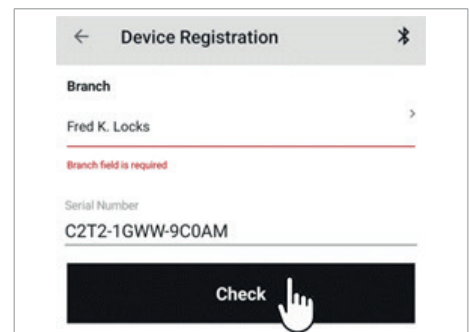 Device Registration
Branch
Fred K. Locks
Branch field is required
Serial Number
C2T2-1GWW-9C0AM
Check